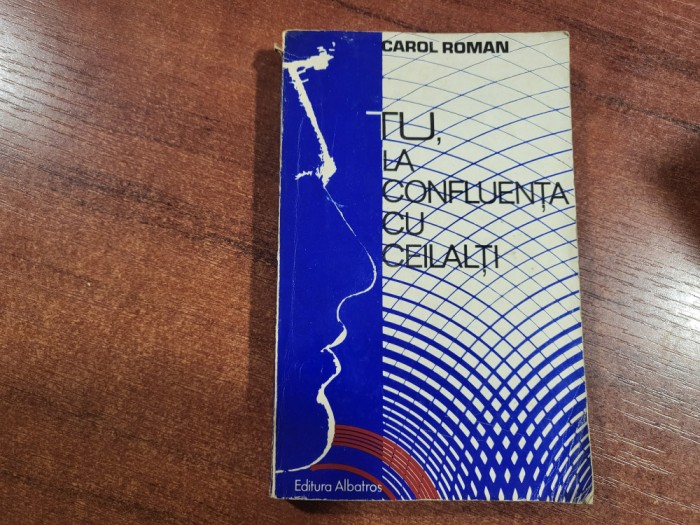 CAROL ROMAN
TU,
LA
CONFLUENȚA
CU
CEILALȚI
Editura Albatros